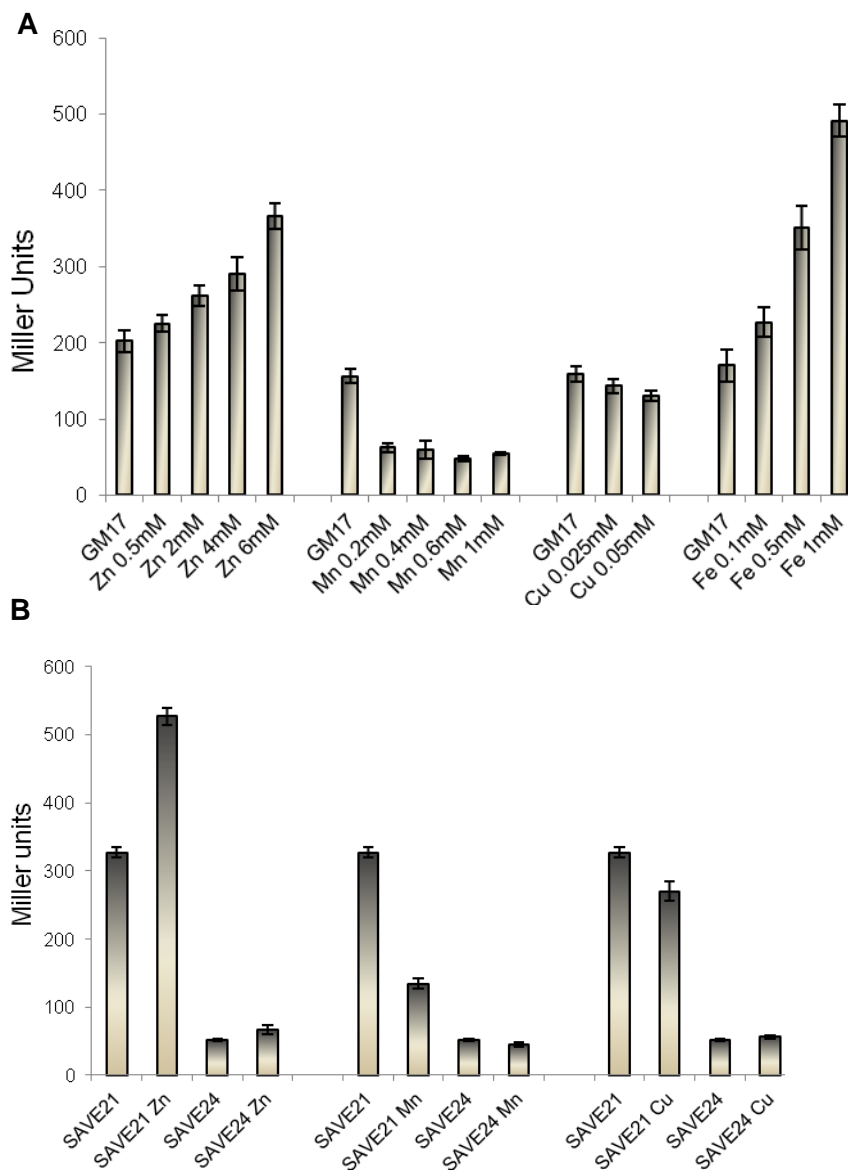 A
600
500
400
300
200
100
0
Miller Units
GM17
Zn 0.5mM
Zn 2mM
Zn 4mM
Zn 6mM
GM17
Mn 0.2mM
Mn 0.4mM
Mn 0.6mM
Mn 1mM
GM17
Cu 0.025mM
Cu 0.05mM
GM17
Fe 0.1mM
Fe 0.5mM
Fe 1mM
B
600
500
400
300
200
100
0
Miller units
SAVE21
SAVE21 Zn
SAVE24
SAVE24 Zn
SAVE21
SAVE21 Mn
SAVE24
SAVE24 Mn
SAVE21
SAVE21 Cu
SAVE24
SAVE24 Cu